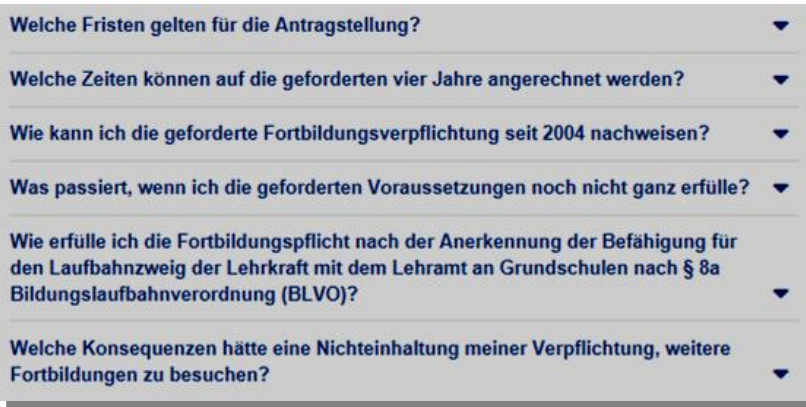 Welche Fristen gelten für die Antragstellung?
Welche Zeiten können auf die geforderten vier Jahre angerechnet werden?
Wie kann ich die geforderte Fortbildungsverpflichtung seit 2004 nachweisen?
Was passiert, wenn ich die geforderten Voraussetzungen noch nicht ganz erfülle?
Wie erfülle ich die Fortbildungspflicht nach der Anerkennung der Befähigung für
den Laufbahnzweig der Lehrkraft mit dem Lehramt an Grundschulen nach § 8a
Bildungslaufbahnverordnung (BLVO)?
Welche Konsequenzen hätte eine Nichteinhaltung meiner Verpflichtung, weitere
Fortbildungen zu besuchen?